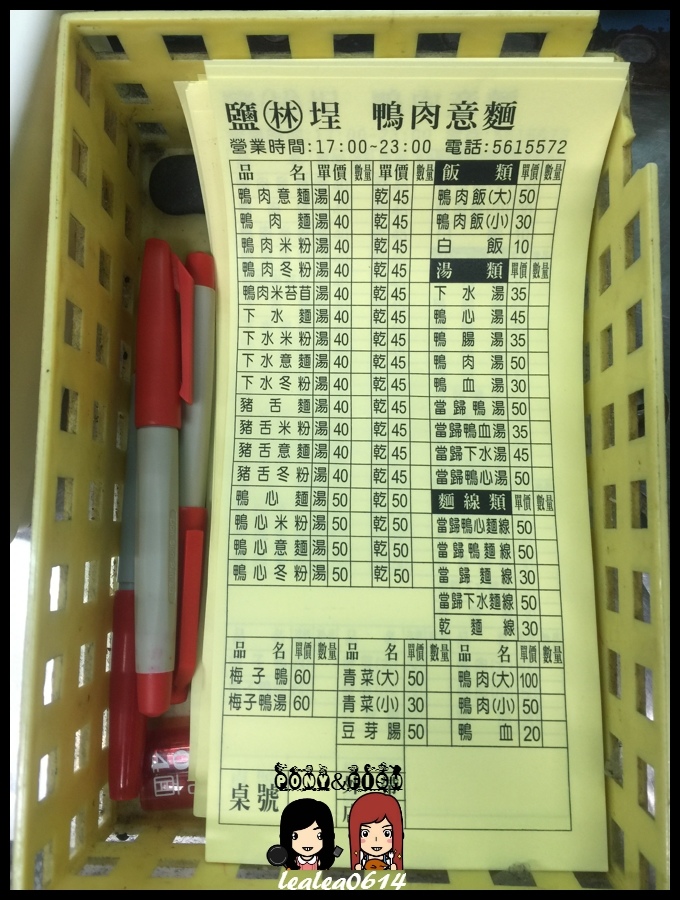 鹽林埕 鴨肉意麵
營業時間:17:00~23:00 電話:5615572
品名 單價 數量 單價 數量 飯類 單價 數量
鴨肉意麵 湯 40 乾 45 鴨肉飯(大) 50
鴨肉麵 湯 40 乾 45 鴨肉飯(小) 30
鴨肉米粉 湯 40 乾 45 白飯 10
鴨肉冬粉 湯 40 乾 45 湯類 單價 數量
鴨肉米苔苜 湯 40 乾 45 下水湯 35
下水麵 湯 40 乾 45 鴨心湯 45
下水米粉 湯 40 乾 45 鴨腸湯 35
下水意麵 湯 40 乾 45 鴨肉湯 50
下水冬粉 湯 40 乾 45 鴨血湯 30
豬舌麵 湯 40 乾 45 當歸鴨湯 50
豬舌米粉 湯 40 乾 45 當歸鴨血湯 35
豬舌意麵 湯 40 乾 45 當歸下水湯 45
豬舌冬粉 湯 40 乾 45 當歸鴨心湯 50
鴨心麵 湯 50 乾 50 麵線類 單價 數量
鴨心米粉 湯 50 乾 50 當歸鴨心麵線 50
鴨心意麵 湯 50 乾 50 當歸鴨麵線 50
鴨心冬粉 湯 50 乾 50 當歸麵線 30
當歸下水麵線 50
乾麵線 30
品名 單價 數量 品名 單價 數量 品名 單價 數量
梅子鴨 60 青菜(大) 50 鴨肉(大) 100
梅子鴨湯 60 青菜(小) 30 鴨肉(小) 50
豆芽腸 50 鴨血 20
桌號
PONY&FISH
lealea0614